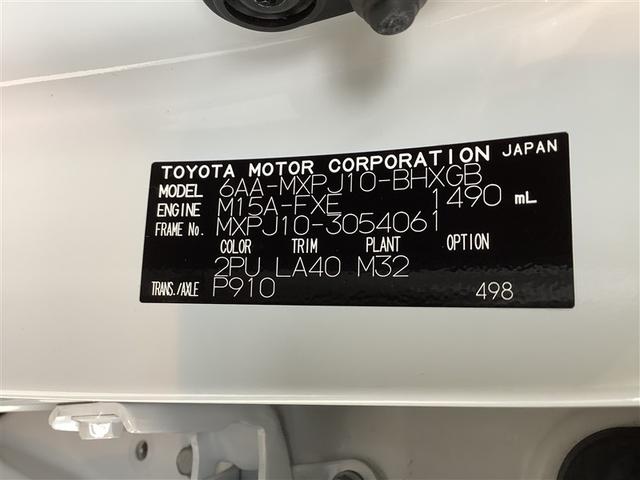 TOYOTA MOTOR CORPORATION JAPAN
MODEL 6AA-MXPJ10-BHXGB
ENGINE M15A-FXE 1490 mL
FRAME No. MXPJ10-3054061
COLOR TRIM PLANT OPTION
2PU LA40 M32
TRANS./AXLE P910 498